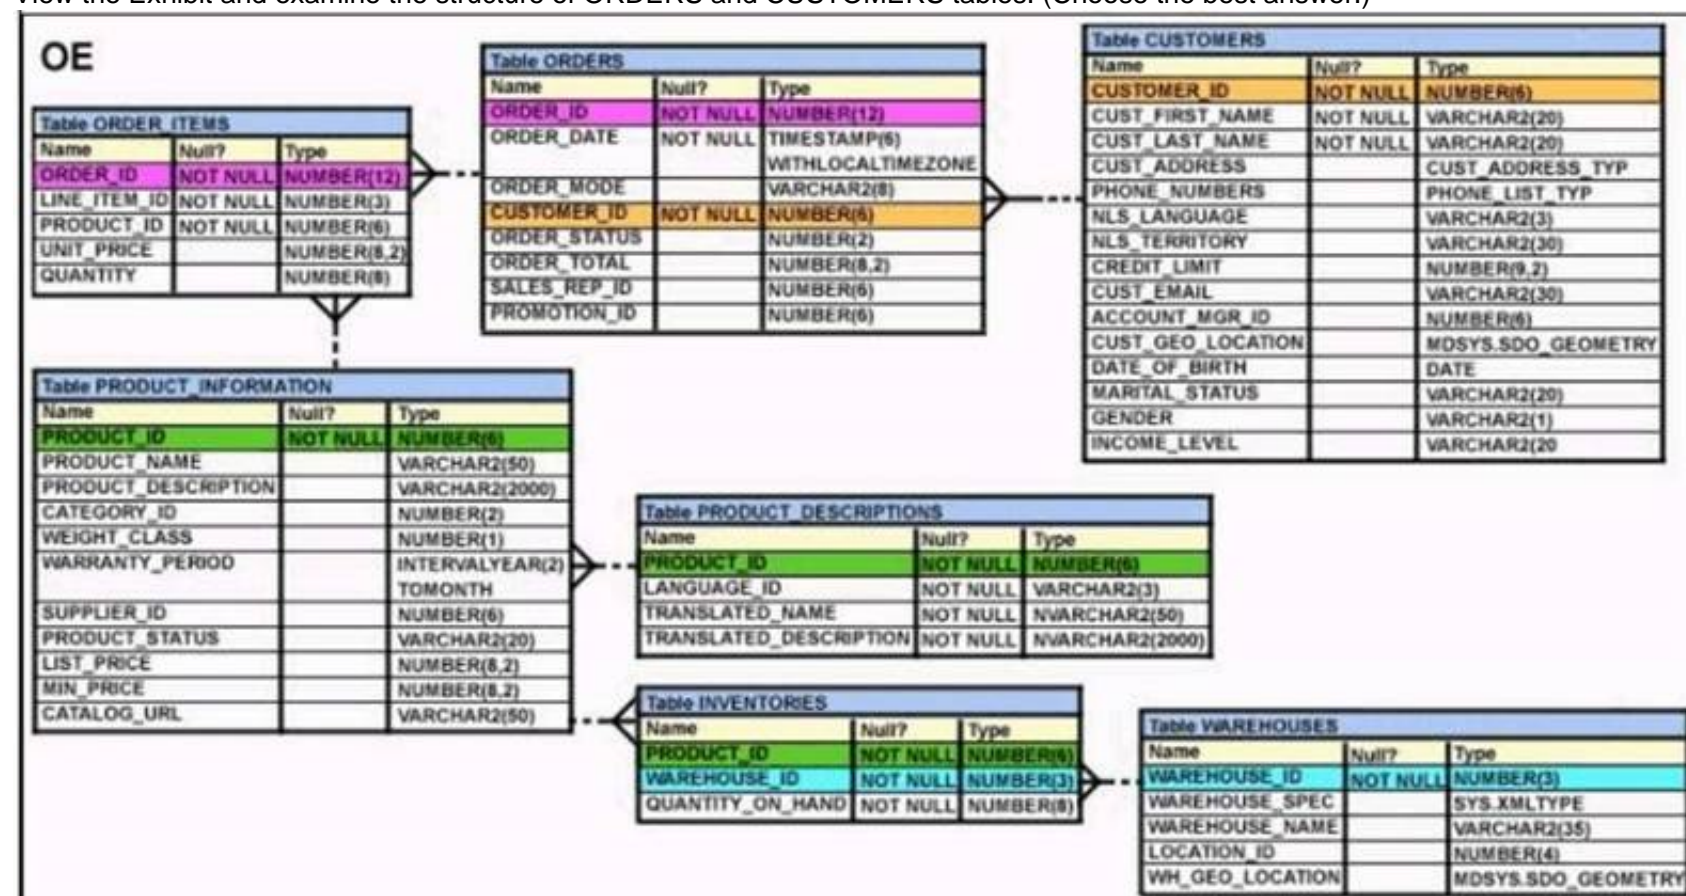 View the Exhibit and examine the structure of ORDERS and CUSTOMERS tables. (Choose the best answer.)
OE
Table ORDER_ITEMS
Name Null? Type
ORDER_ID NOT NULL NUMBER(12)
LINE_ITEM_ID NOT NULL NUMBER(3)
PRODUCT_ID NOT NULL NUMBER(6)
UNIT_PRICE NUMBER(8,2)
QUANTITY NUMBER(8)
Table ORDERS
Name Null? Type
ORDER_ID NOT NULL NUMBER(12)
ORDER_DATE NOT NULL TIMESTAMP(6)
WITHLOCALTIMEZONE
ORDER_MODE VARCHAR2(8)
CUSTOMER_ID NOT NULL NUMBER(6)
ORDER_STATUS NUMBER(2)
ORDER_TOTAL NUMBER(8,2)
SALES_REP_ID NUMBER(6)
PROMOTION_ID NUMBER(6)
Table CUSTOMERS
Name Null? Type
CUSTOMER_ID NOT NULL NUMBER(6)
CUST_FIRST_NAME NOT NULL VARCHAR2(20)
CUST_LAST_NAME NOT NULL VARCHAR2(20)
CUST_ADDRESS CUST_ADDRESS_TYP
PHONE_NUMBERS PHONE_LIST_TYP
NLS_LANGUAGE VARCHAR2(3)
NLS_TERRITORY VARCHAR2(30)
CREDIT_LIMIT NUMBER(9,2)
CUST_EMAIL VARCHAR2(30)
ACCOUNT_MGR_ID NUMBER(6)
CUST_GEO_LOCATION MDSYS.SDO_GEOMETRY
DATE_OF_BIRTH DATE
MARITAL_STATUS VARCHAR2(20)
GENDER VARCHAR2(1)
INCOME_LEVEL VARCHAR2(20
Table PRODUCT_INFORMATION
Name Null? Type
PRODUCT_ID NOT NULL NUMBER(6)
PRODUCT_NAME VARCHAR2(50)
PRODUCT_DESCRIPTION VARCHAR2(2000)
CATEGORY_ID NUMBER(2)
WEIGHT_CLASS NUMBER(1)
WARRANTY_PERIOD INTERVALYEAR(2)
TOMONTH
SUPPLIER_ID NUMBER(6)
PRODUCT_STATUS VARCHAR2(20)
LIST_PRICE NUMBER(8,2)
MIN_PRICE NUMBER(8,2)
CATALOG_URL VARCHAR2(50)
Table PRODUCT_DESCRIPTIONS
Name Null? Type
PRODUCT_ID NOT NULL NUMBER(6)
LANGUAGE_ID NOT NULL VARCHAR2(3)
TRANSLATED_NAME NOT NULL NVARCHAR2(50)
TRANSLATED_DESCRIPTION NOT NULL NVARCHAR2(2000)
Table INVENTORIES
Name Null? Type
PRODUCT_ID NOT NULL NUMBER(6)
WAREHOUSE_ID NOT NULL NUMBER(3)
QUANTITY_ON_HAND NOT NULL NUMBER(8)
Table WAREHOUSES
Name Null? Type
WAREHOUSE_ID NOT NULL NUMBER(3)
WAREHOUSE_SPEC SYS.XMLTYPE
WAREHOUSE_NAME VARCHAR2(35)
LOCATION_ID NUMBER(4)
WH_GEO_LOCATION MDSYS.SDO_GEOMETRY